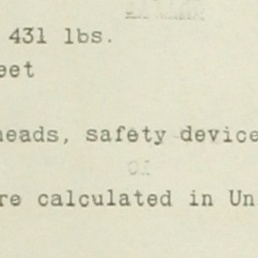 431 lbs.
eet
heads, safety device
re calculated in Un